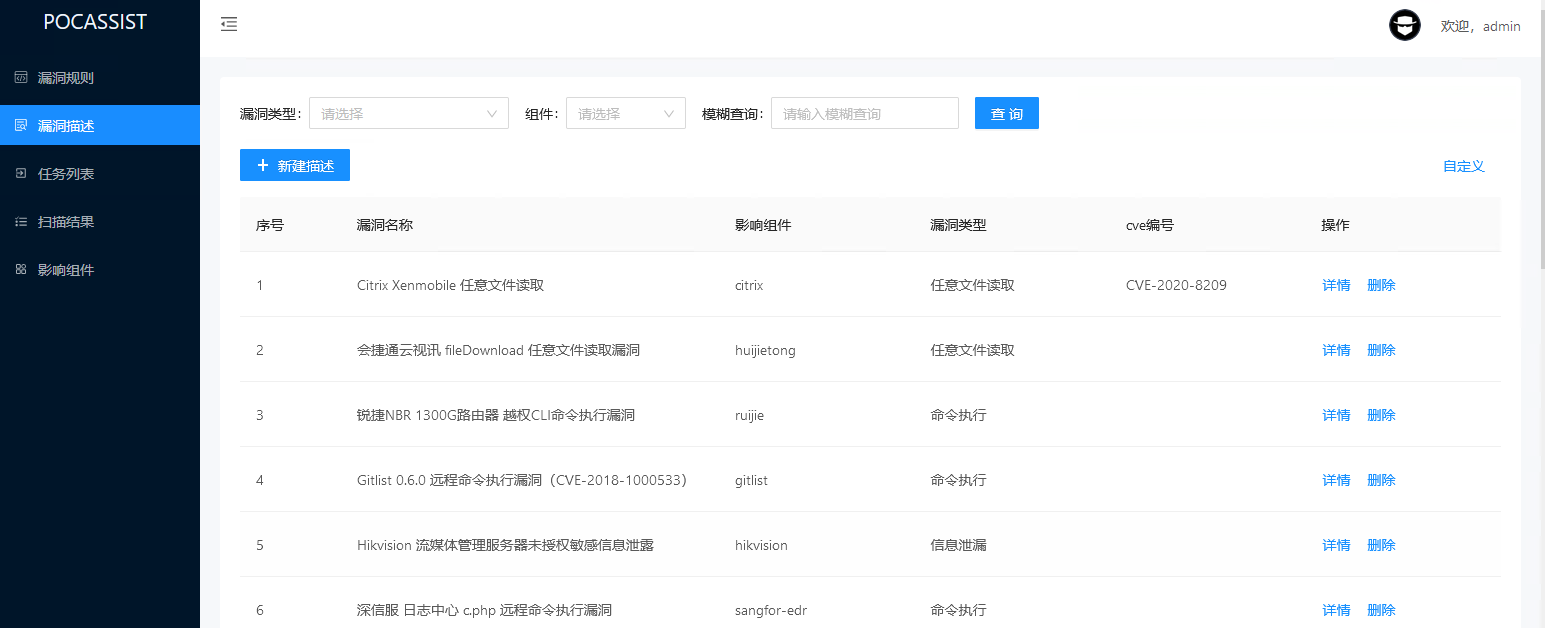 POCASSIST
欢迎，admin
漏洞规则
漏洞描述
任务列表
扫描结果
影响组件
漏洞类型： 请选择 组件： 请选择 模糊查询： 请输入模糊查询 查 询
+ 新建描述 自定义
序号 漏洞名称 影响组件 漏洞类型 cve编号 操作
1 Citrix Xenmobile 任意文件读取 citrix 任意文件读取 CVE-2020-8209 详情 删除
2 会捷通云视讯 fileDownload 任意文件读取漏洞 huijietong 任意文件读取 详情 删除
3 锐捷NBR 1300G路由器 越权CLI命令执行漏洞 ruijie 命令执行 详情 删除
4 Gitlist 0.6.0 远程命令执行漏洞（CVE-2018-1000533） gitlist 命令执行 详情 删除
5 Hikvision 流媒体管理服务器未授权敏感信息泄露 hikvision 信息泄漏 详情 删除
6 深信服 日志中心 c.php 远程命令执行漏洞 sangfor-edr 命令执行 详情 删除